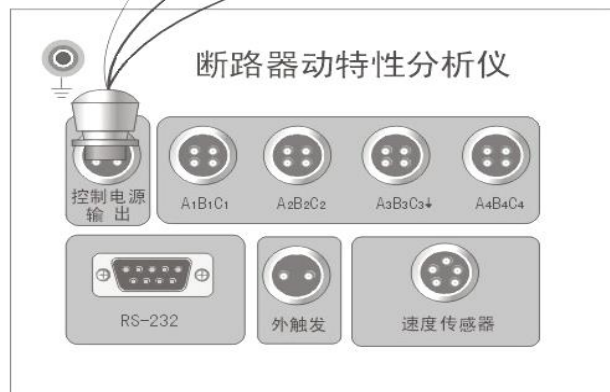 断路器动特性分析仪
控制电源
输出
A1B1C1
A2B2C2
A3B3C3↓
A4B4C4
RS-232
外触发
速度传感器